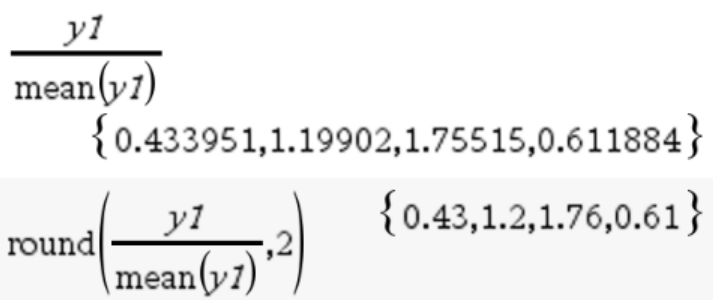 y1
mean(y1)
{0.433951,1.19902,1.75515,0.611884}
round(y1/mean(y1),2) {0.43,1.2,1.76,0.61}